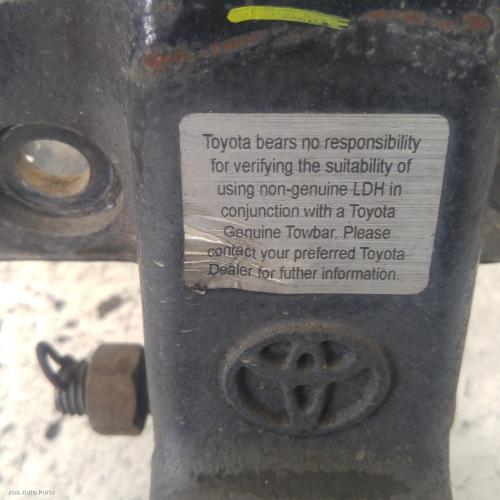 Toyota bears no responsibility
for verifying the suitability of
using non-genuine LDH in
conjunction with a Toyota
Genuine Towbar. Please
contact your preferred Toyota
Dealer for futher information.
Aus Auto Parts